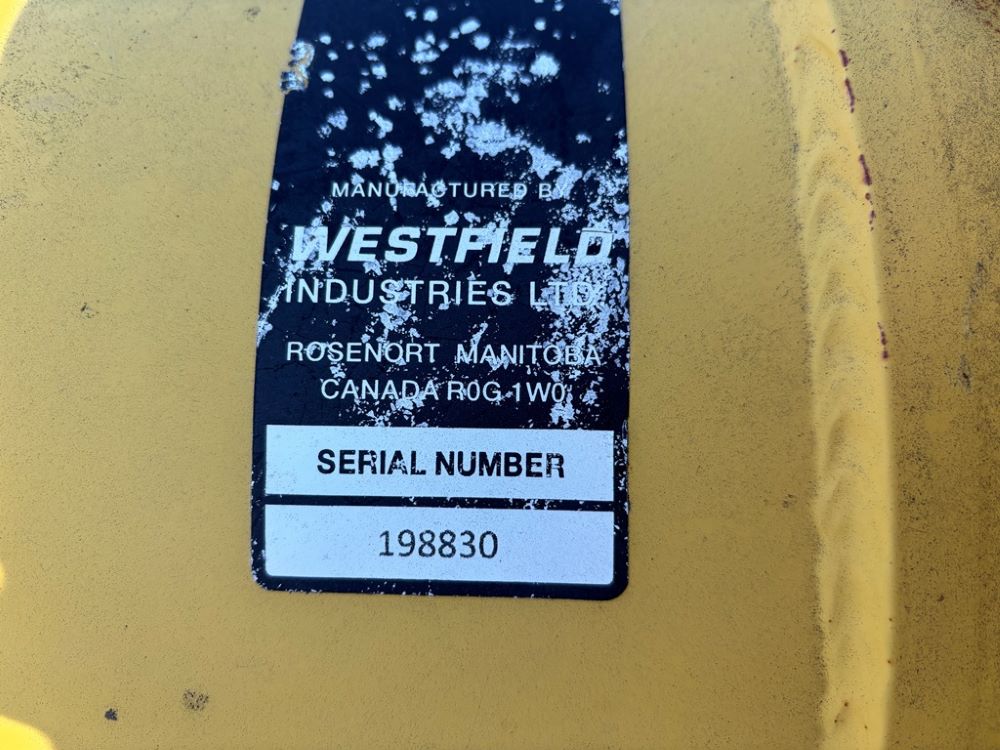 MANUFACTURED BY
WESTFIELD
INDUSTRIES LTD.
ROSENORT MANITOBA
CANADA R0G 1W0
SERIAL NUMBER
198830